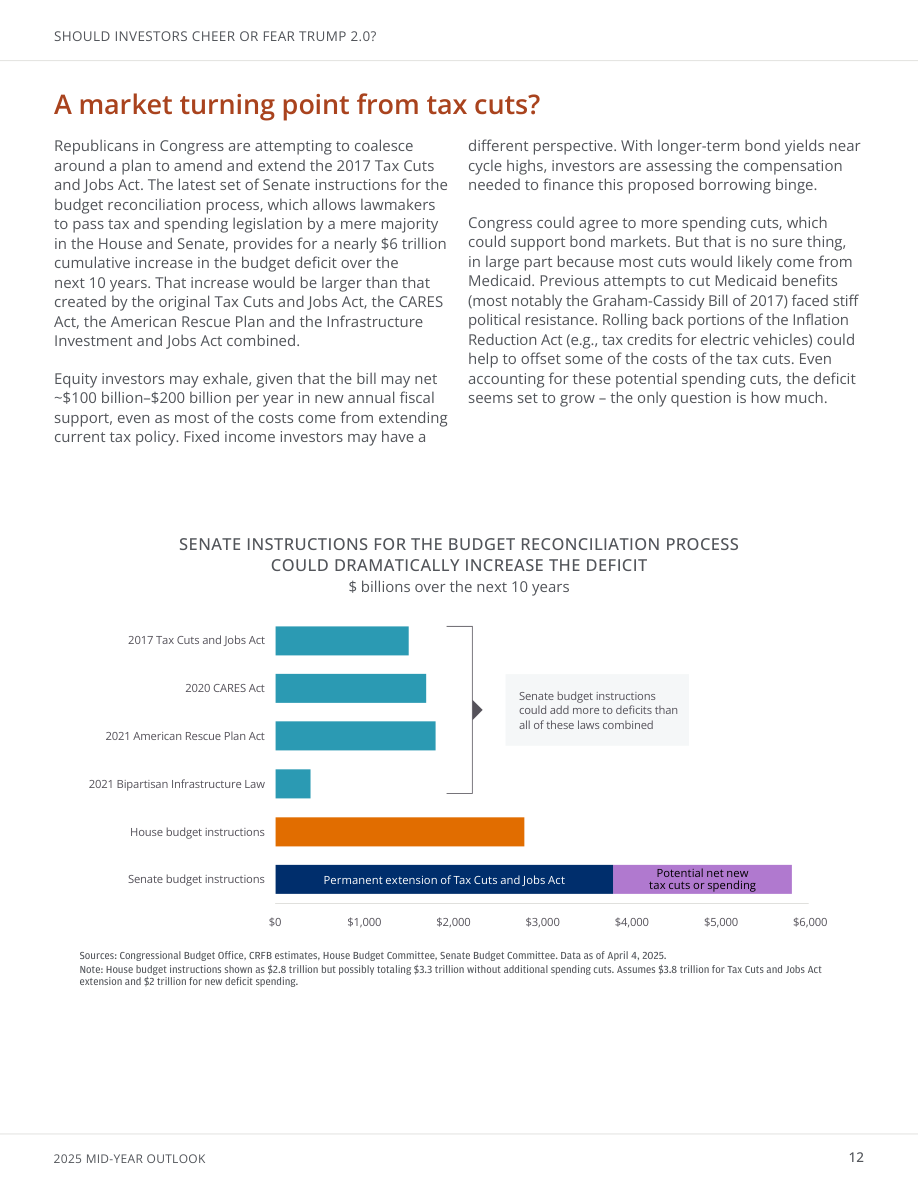 SHOULD INVESTORS CHEER OR FEAR TRUMP 2.0?
A market turning point from tax cuts?
Republicans in Congress are attempting to coalesce
around a plan to amend and extend the 2017 Tax Cuts
and Jobs Act. The latest set of Senate instructions for the
budget reconciliation process, which allows lawmakers
to pass tax and spending legislation by a mere majority
in the House and Senate, provides for a nearly $6 trillion
cumulative increase in the budget deficit over the
next 10 years. That increase would be larger than that
created by the original Tax Cuts and Jobs Act, the CARES
Act, the American Rescue Plan and the Infrastructure
Investment and Jobs Act combined.
Equity investors may exhale, given that the bill may net
~$100 billion–$200 billion per year in new annual fiscal
support, even as most of the costs come from extending
current tax policy. Fixed income investors may have a
different perspective. With longer-term bond yields near
cycle highs, investors are assessing the compensation
needed to finance this proposed borrowing binge.
Congress could agree to more spending cuts, which
could support bond markets. But that is no sure thing,
in large part because most cuts would likely come from
Medicaid. Previous attempts to cut Medicaid benefits
(most notably the Graham-Cassidy Bill of 2017) faced stiff
political resistance. Rolling back portions of the Inflation
Reduction Act (e.g., tax credits for electric vehicles) could
help to offset some of the costs of the tax cuts. Even
accounting for these potential spending cuts, the deficit
seems set to grow – the only question is how much.
SENATE INSTRUCTIONS FOR THE BUDGET RECONCILIATION PROCESS
COULD DRAMATICALLY INCREASE THE DEFICIT
$ billions over the next 10 years
2017 Tax Cuts and Jobs Act
2020 CARES Act
2021 American Rescue Plan Act
2021 Bipartisan Infrastructure Law
House budget instructions
Senate budget instructions
Senate budget instructions
could add more to deficits than
all of these laws combined
Permanent extension of Tax Cuts and Jobs Act
Potential net new
tax cuts or spending
$0 $1,000 $2,000 $3,000 $4,000 $5,000 $6,000
Sources: Congressional Budget Office, CRFB estimates, House Budget Committee, Senate Budget Committee. Data as of April 4, 2025.
Note: House budget instructions shown as $2.8 trillion but possibly totaling $3.3 trillion without additional spending cuts. Assumes $3.8 trillion for Tax Cuts and Jobs Act
extension and $2 trillion for new deficit spending.
2025 MID-YEAR OUTLOOK
12